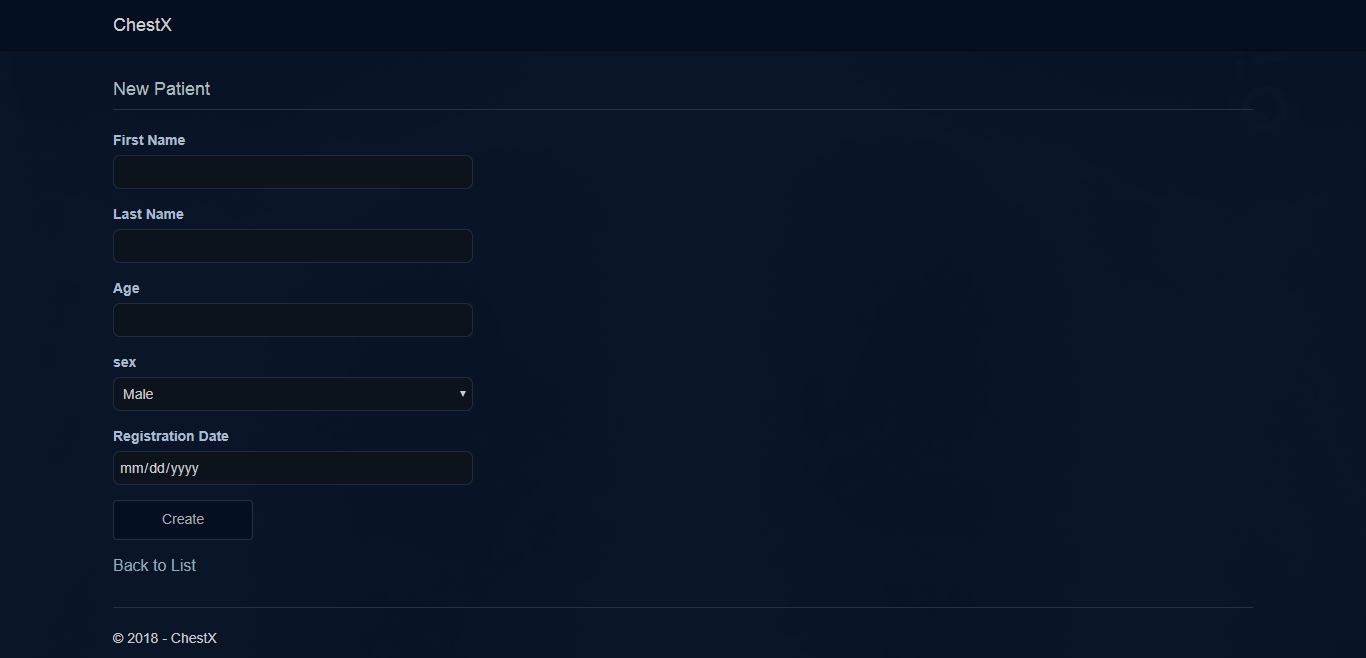 ChestX
New Patient
First Name
Last Name
Age
sex
Male
Registration Date
mm/dd/yyyy
Create
Back to List
© 2018 - ChestX